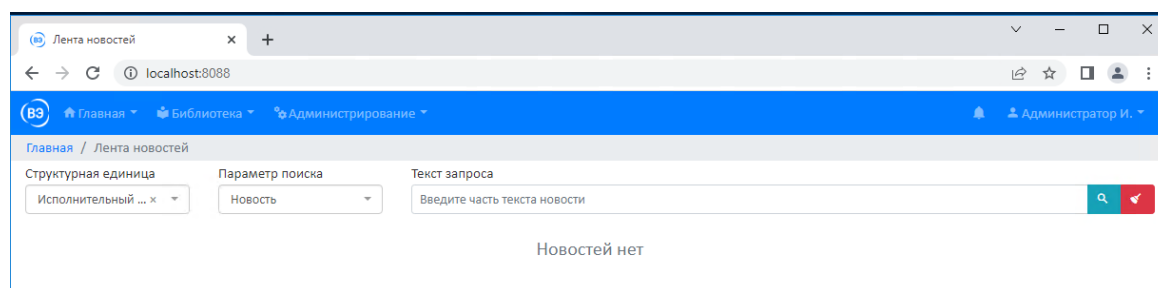 ВЭ Лента новостей
localhost:8088
ВЭ Главная Библиотека Администрирование Администратор И.
Главная / Лента новостей
Структурная единица Параметр поиска Текст запроса
Исполнительный ... × Новость Введите часть текста новости
Новостей нет